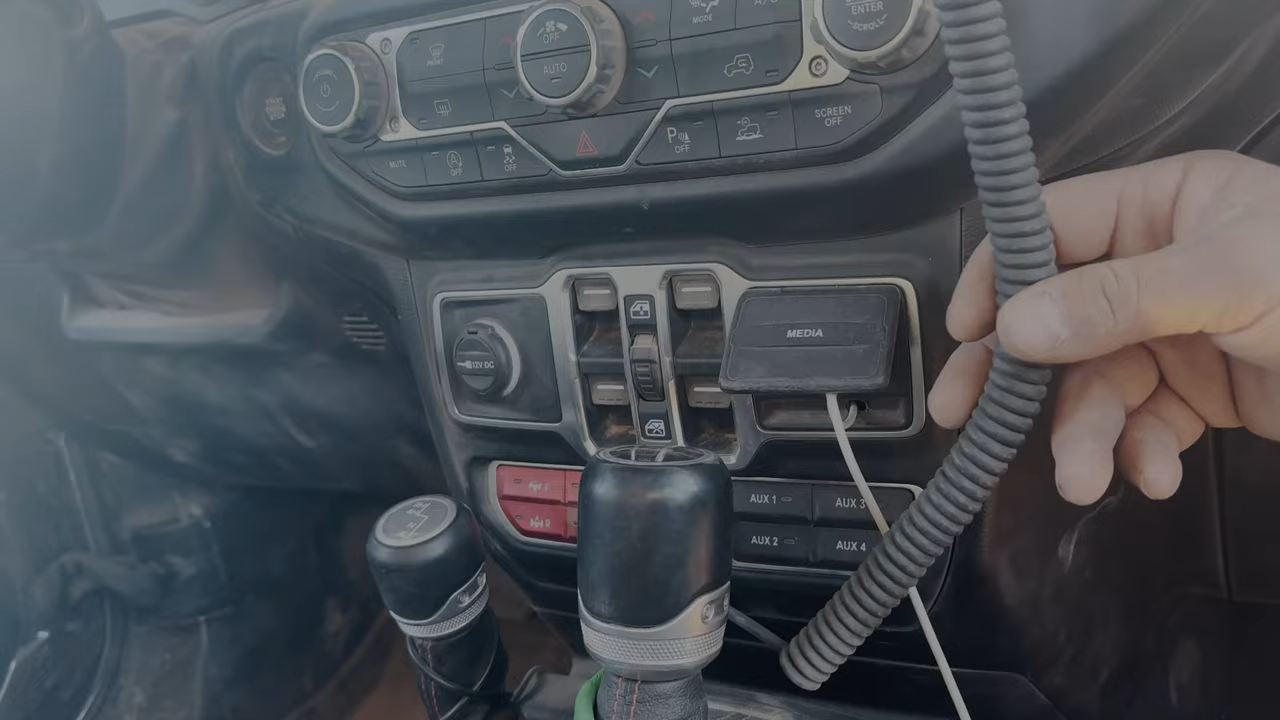 OFF
AUTO
FRONT
MODE
A/C
ENTER
SCROLL
SCREEN
OFF
MUTE
OFF
OFF
P
OFF
12V DC
MEDIA
AUX 1
AUX 3
AUX 2
AUX 4